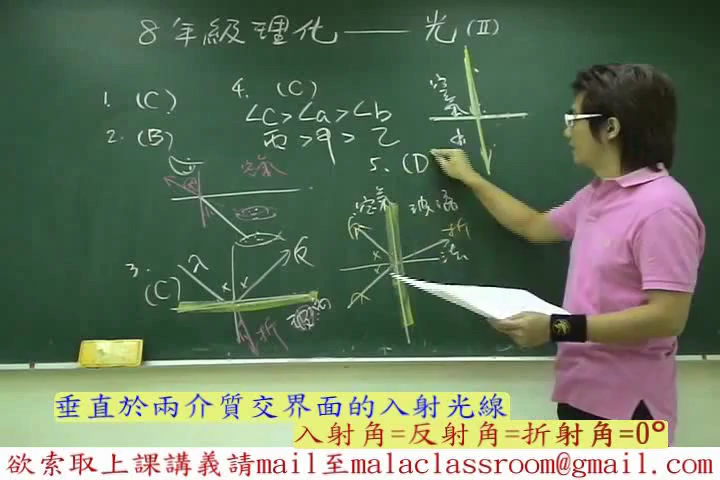 8年級理化——光(II)
1. (C)
2. (B)
4. (C)
∠C>∠a>∠b
丙>甲>乙
空氣
水
5. (D)
空氣
3. (C)
入
反
折
玻璃
空氣 玻璃
折
法
垂直於兩介質交界面的入射光線
入射角=反射角=折射角=0°
欲索取上課講義請mail至malaclassroom@gmail.com